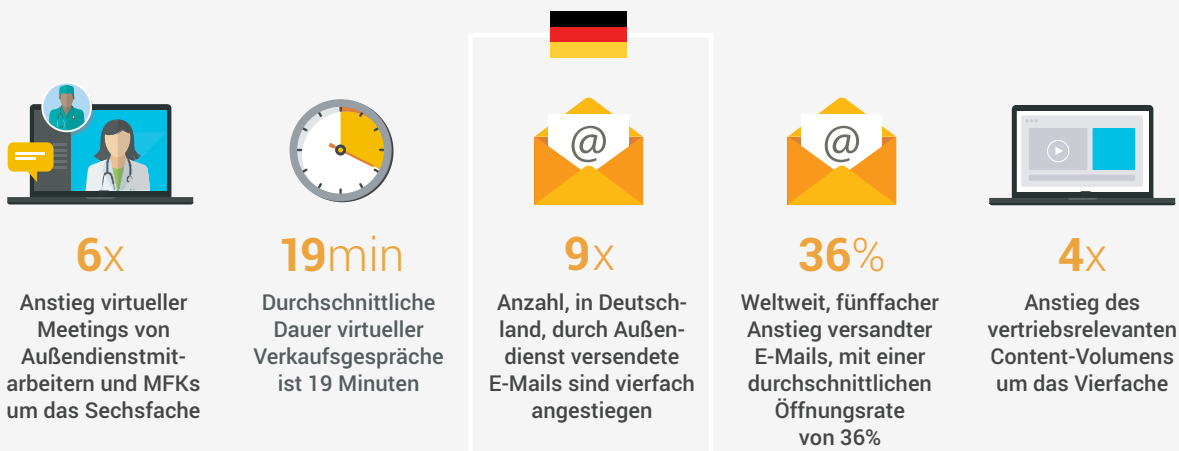 6x
Anstieg virtueller
Meetings von
Außendienstmit-
arbeitern und MFKs
um das Sechsfache
19min
Durchschnittliche
Dauer virtueller
Verkaufsgespräche
ist 19 Minuten
@
9x
Anzahl, in Deutsch-
land, durch Außen-
dienst versendete
E-Mails sind vierfach
angestiegen
@
36%
Weltweit, fünffacher
Anstieg versandter
E-Mails, mit einer
durchschnittlichen
Öffnungsrate
von 36%
4x
Anstieg des
vertriebsrelevanten
Content-Volumens
um das Vierfache